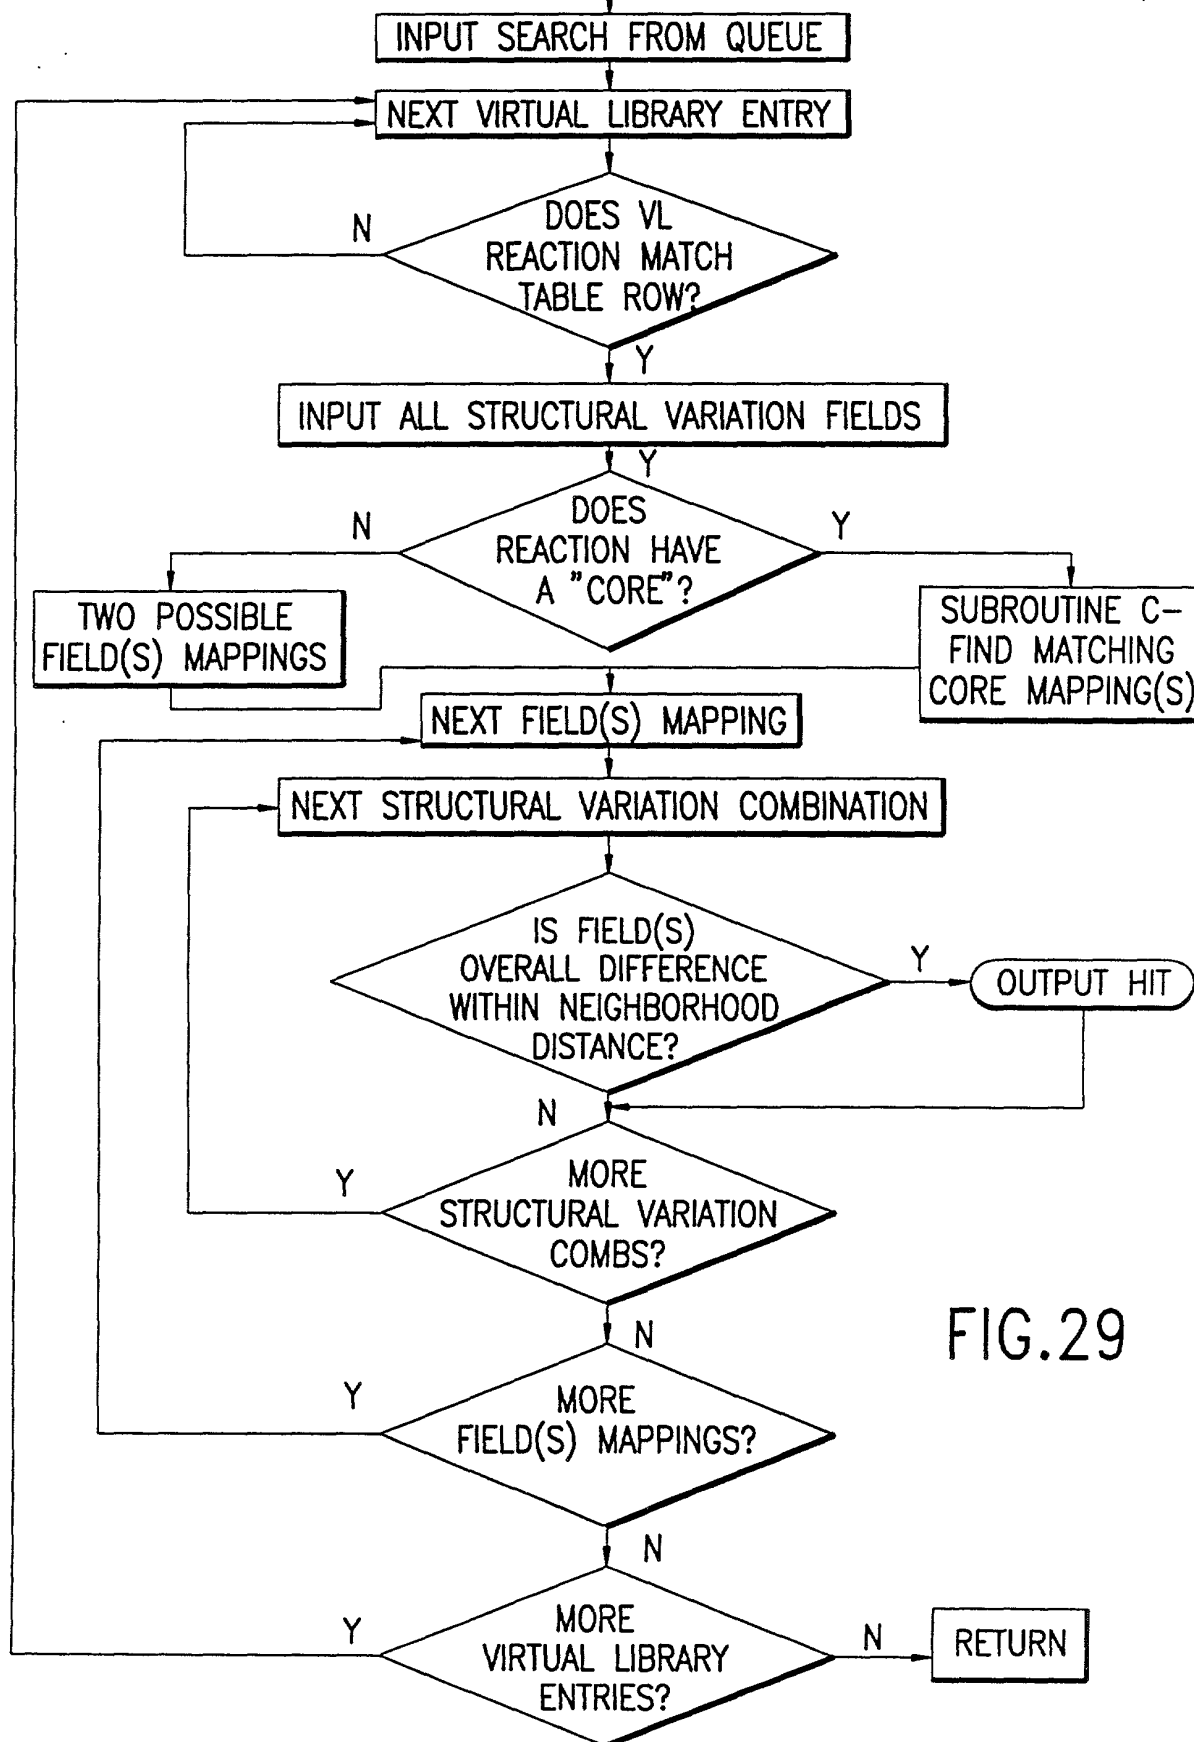 INPUT SEARCH FROM QUEUE
NEXT VIRTUAL LIBRARY ENTRY
DOES VL
REACTION MATCH
TABLE ROW?
N
Y
INPUT ALL STRUCTURAL VARIATION FIELDS
Y
DOES
REACTION HAVE
A "CORE"?
N
Y
TWO POSSIBLE
FIELD(S) MAPPINGS
SUBROUTINE C-
FIND MATCHING
CORE MAPPING(S)
NEXT FIELD(S) MAPPING
NEXT STRUCTURAL VARIATION COMBINATION
IS FIELD(S)
OVERALL DIFFERENCE
WITHIN NEIGHBORHOOD
DISTANCE?
Y
OUTPUT HIT
N
MORE
STRUCTURAL VARIATION
COMBS?
Y
N
FIG.29
MORE
FIELD(S) MAPPINGS?
Y
N
MORE
VIRTUAL LIBRARY
ENTRIES?
Y
N
RETURN